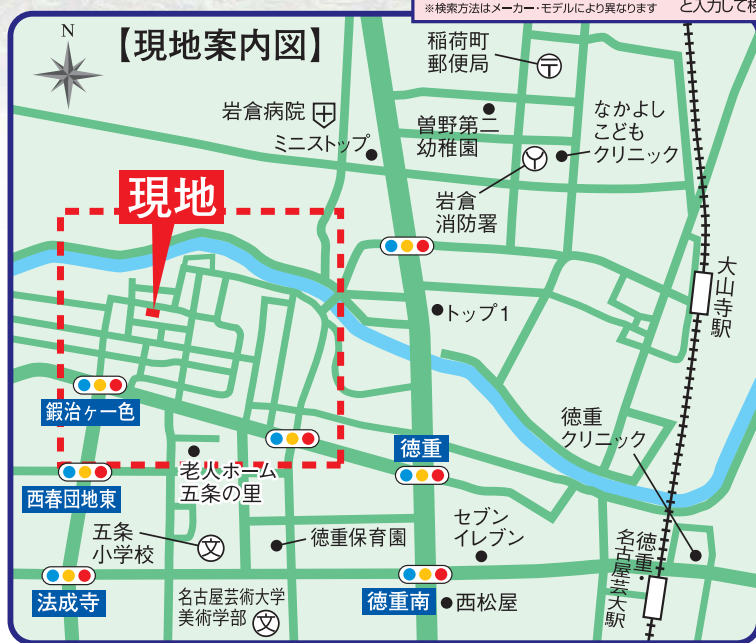 ※検索方法はメーカー・モデルにより異なります
と入力して検
N
【現地案内図】
稲荷町
郵便局
岩倉病院
ミニストップ
曽野第二
幼稚園
なかよし
こども
クリニック
岩倉
消防署
現地
大山寺駅
トップ1
鍛治ヶ一色
徳重
クリニック
徳重
老人ホーム
五条の里
西春団地東
五条
小学校
文
徳重保育園
セブン
イレブン
徳重・
名古屋芸大駅
法成寺
名古屋芸術大学
美術学部
文
徳重南
西松屋